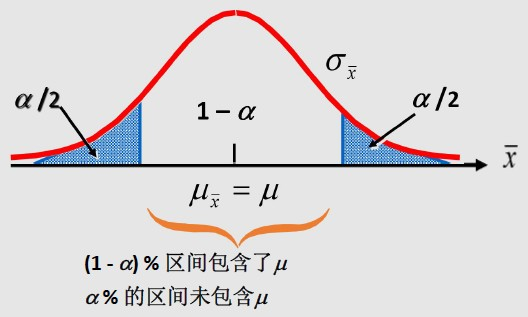 σx̄
α/2
α/2
1 − α
x̄
μx̄ = μ
(1 - α) % 区间包含了μ
α% 的区间未包含μ